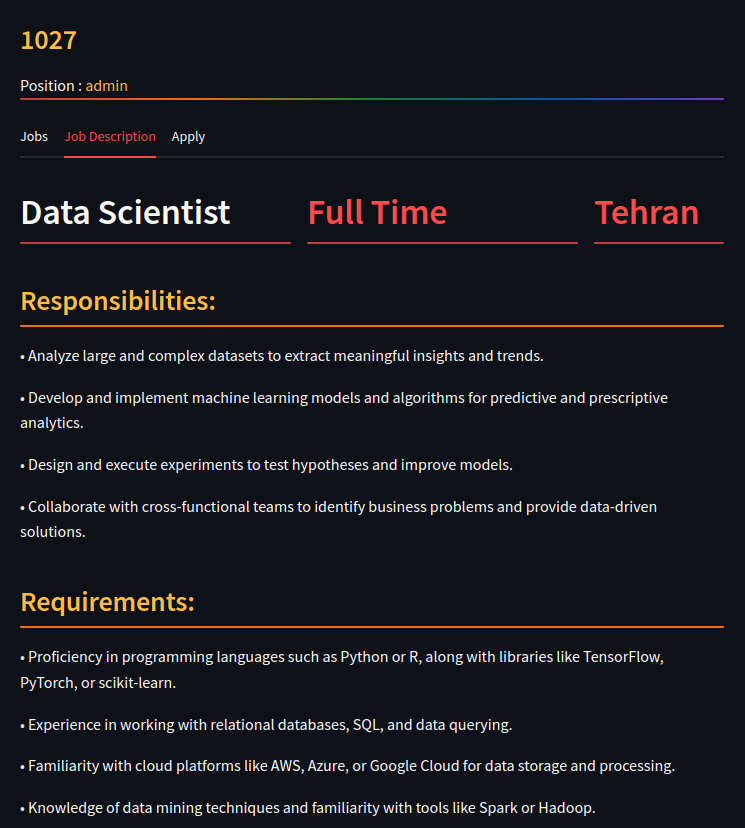 1027
Position : admin
Jobs Job Description Apply
Data Scientist Full Time Tehran
Responsibilities:
• Analyze large and complex datasets to extract meaningful insights and trends.
• Develop and implement machine learning models and algorithms for predictive and prescriptive
analytics.
• Design and execute experiments to test hypotheses and improve models.
• Collaborate with cross-functional teams to identify business problems and provide data-driven
solutions.
Requirements:
• Proficiency in programming languages such as Python or R, along with libraries like TensorFlow,
PyTorch, or scikit-learn.
• Experience in working with relational databases, SQL, and data querying.
• Familiarity with cloud platforms like AWS, Azure, or Google Cloud for data storage and processing.
• Knowledge of data mining techniques and familiarity with tools like Spark or Hadoop.